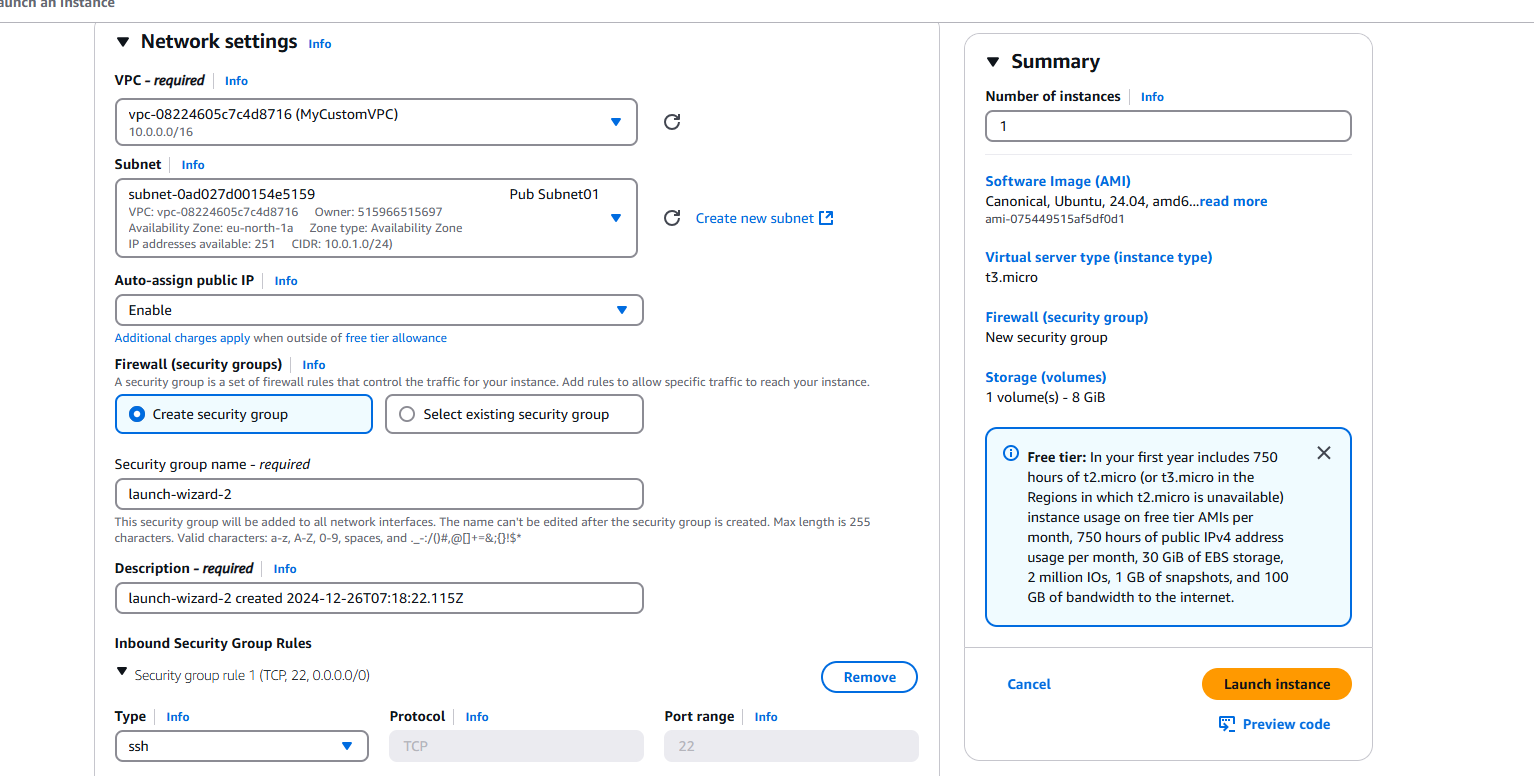 Launch an instance
Network settings Info
VPC - required Info
vpc-08224605c7c4d8716 (MyCustomVPC)
10.0.0.0/16
Subnet Info
subnet-0ad027d00154e5159 Pub Subnet01
VPC: vpc-08224605c7c4d8716 Owner: 515966515697
Availability Zone: eu-north-1a Zone type: Availability Zone
IP addresses available: 251 CIDR: 10.0.1.0/24)
Create new subnet
Auto-assign public IP Info
Enable
Additional charges apply when outside of free tier allowance
Firewall (security groups) Info
A security group is a set of firewall rules that control the traffic for your instance. Add rules to allow specific traffic to reach your instance.
Create security group Select existing security group
Security group name - required
launch-wizard-2
This security group will be added to all network interfaces. The name can't be edited after the security group is created. Max length is 255
characters. Valid characters: a-z, A-Z, 0-9, spaces, and ._-:/()#,@[]+=&;{}!$*
Description - required Info
launch-wizard-2 created 2024-12-26T07:18:22.115Z
Inbound Security Group Rules
Security group rule 1 (TCP, 22, 0.0.0.0/0)
Remove
Type Info Protocol Info Port range Info
ssh TCP 22
Summary
Number of instances Info
1
Software Image (AMI)
Canonical, Ubuntu, 24.04, amd6...read more
ami-075449515af5df0d1
Virtual server type (instance type)
t3.micro
Firewall (security group)
New security group
Storage (volumes)
1 volume(s) - 8 GiB
Free tier: In your first year includes 750
hours of t2.micro (or t3.micro in the
Regions in which t2.micro is unavailable)
instance usage on free tier AMIs per
month, 750 hours of public IPv4 address
usage per month, 30 GiB of EBS storage,
2 million IOs, 1 GB of snapshots, and 100
GB of bandwidth to the internet.
Cancel
Launch instance
Preview code